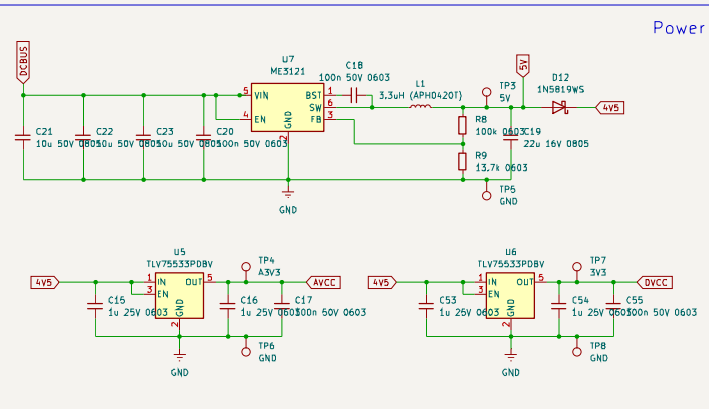 Power
DCBUS
U7
ME3121
5 VIN
4 EN
GND
2
BST 1
SW 6
FB 3
C18
100n 50V 0603
L1
3.3uH (APH0420T)
TP3
5V
5V
D12
1N5819WS
4V5
C21
10u 50V 0805
C22
10u 50V 0805
C23
10u 50V 0805
C20
100n 50V 0603
R8
100k 0603
C19
22u 16V 0805
R9
13.7k 0603
TP5
GND
GND
U5
TLV75533PDBV
4V5
1 IN
3 EN
OUT 5
GND
2
TP4
A3V3
AVCC
C15
1u 25V 0603
C16
1u 25V 0603
C17
100n 50V 0603
TP6
GND
GND
U6
TLV75533PDBV
4V5
1 IN
3 EN
OUT 5
GND
2
TP7
3V3
DVCC
C53
1u 25V 0603
C54
1u 25V 0603
C55
100n 50V 0603
TP8
GND
GND